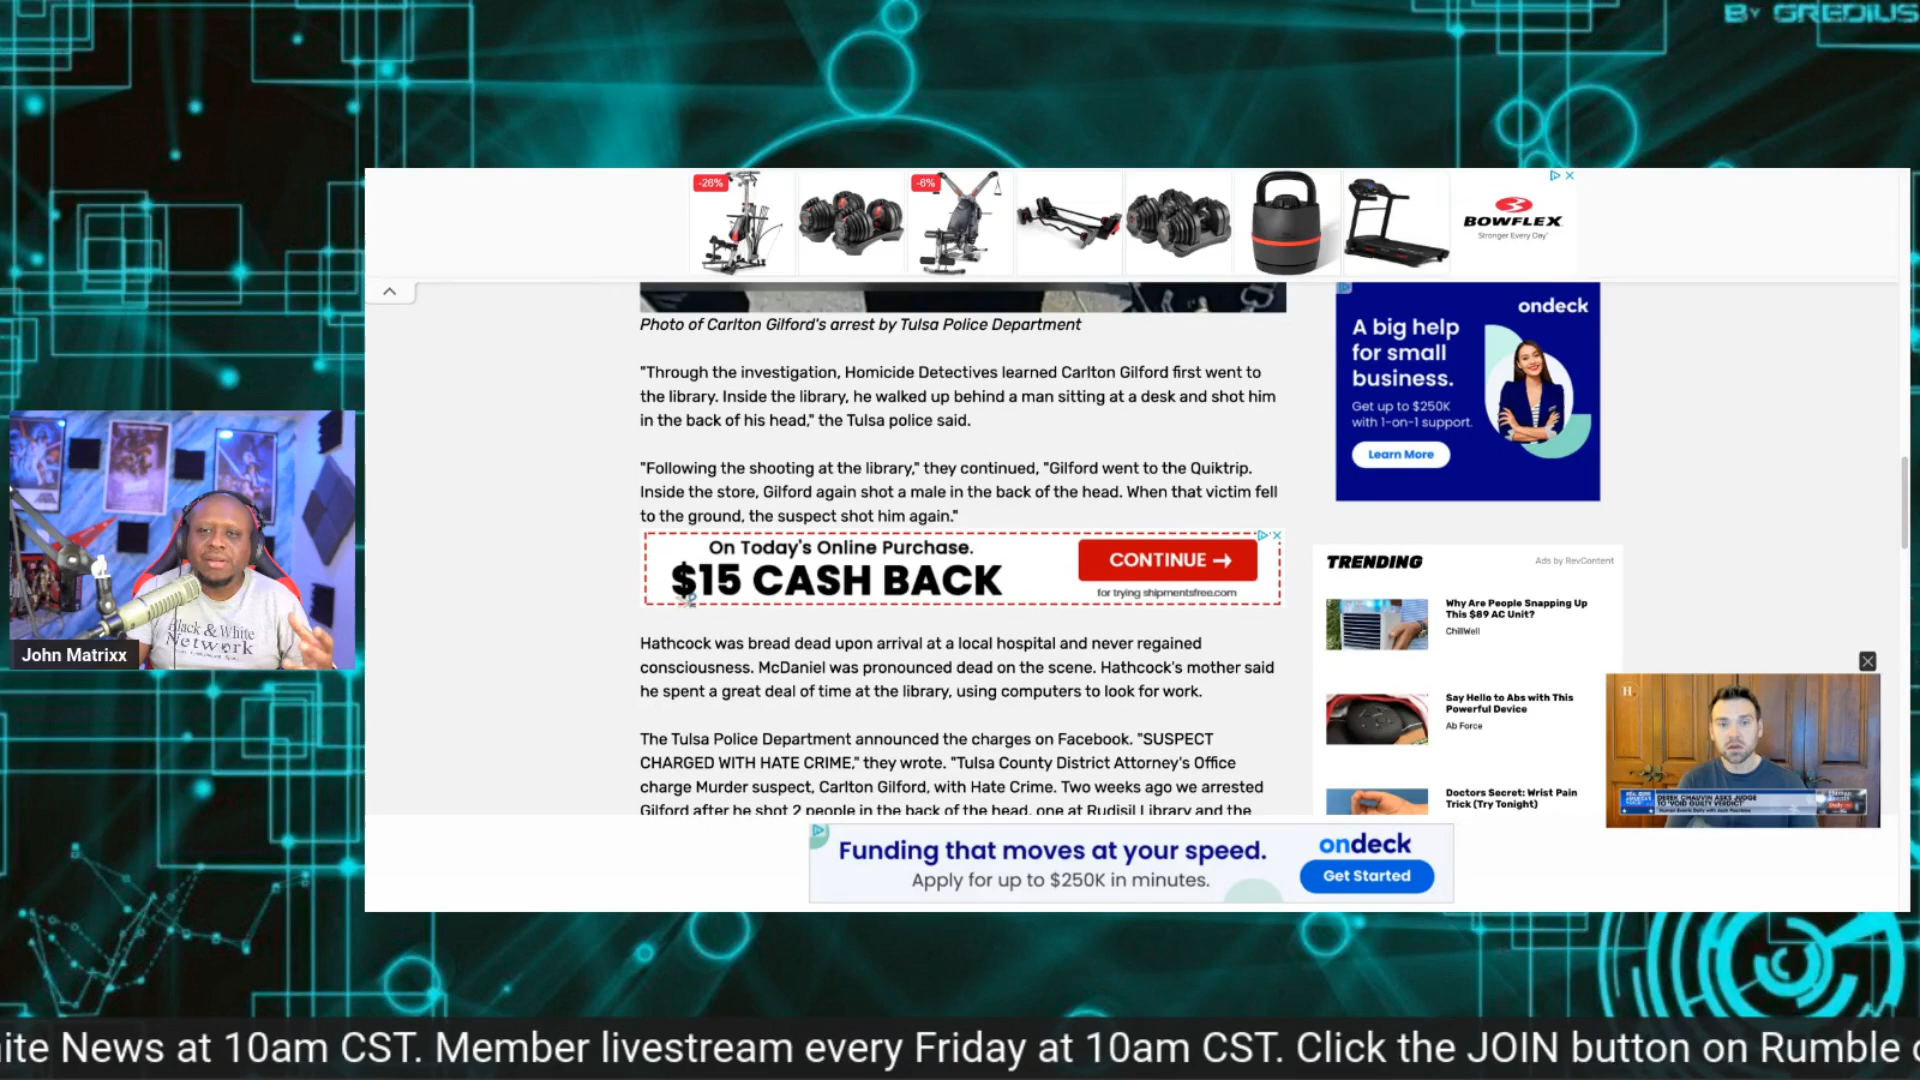 BY GREDIUS
-26%
-6%
BOWFLEX
Stronger Every Day
Photo of Carlton Gilford's arrest by Tulsa Police Department
"Through the investigation, Homicide Detectives learned Carlton Gilford first went to
the library. Inside the library, he walked up behind a man sitting at a desk and shot him
in the back of his head," the Tulsa police said.
"Following the shooting at the library," they continued, "Gilford went to the Quiktrip.
Inside the store, Gilford again shot a male in the back of the head. When that victim fell
to the ground, the suspect shot him again."
On Today's Online Purchase.
$15 CASH BACK
CONTINUE →
for trying shipmentsfree.com
Hathcock was bread dead upon arrival at a local hospital and never regained
consciousness. McDaniel was pronounced dead on the scene. Hathcock's mother said
he spent a great deal of time at the library, using computers to look for work.
The Tulsa Police Department announced the charges on Facebook. "SUSPECT
CHARGED WITH HATE CRIME," they wrote. "Tulsa County District Attorney's Office
charge Murder suspect, Carlton Gilford, with Hate Crime. Two weeks ago we arrested
Gilford after he shot 2 people in the back of the head, one at Rudisil Library and the
ondeck
A big help
for small
business.
Get up to $250K
with 1-on-1 support.
Learn More
TRENDING
Ads by RevContent
Why Are People Snapping Up
This $89 AC Unit?
ChillWell
Say Hello to Abs with This
Powerful Device
Ab Force
Doctors Secret: Wrist Pain
Trick (Try Tonight)
H.
DEREK CHAUVIN ASKS JUDGE
TO 'VOID GUILTY VERDICT'
Funding that moves at your speed.
Apply for up to $250K in minutes.
ondeck
Get Started
Black & White
Network
John Matrixx
ite News at 10am CST. Member livestream every Friday at 10am CST. Click the JOIN button on Rumble